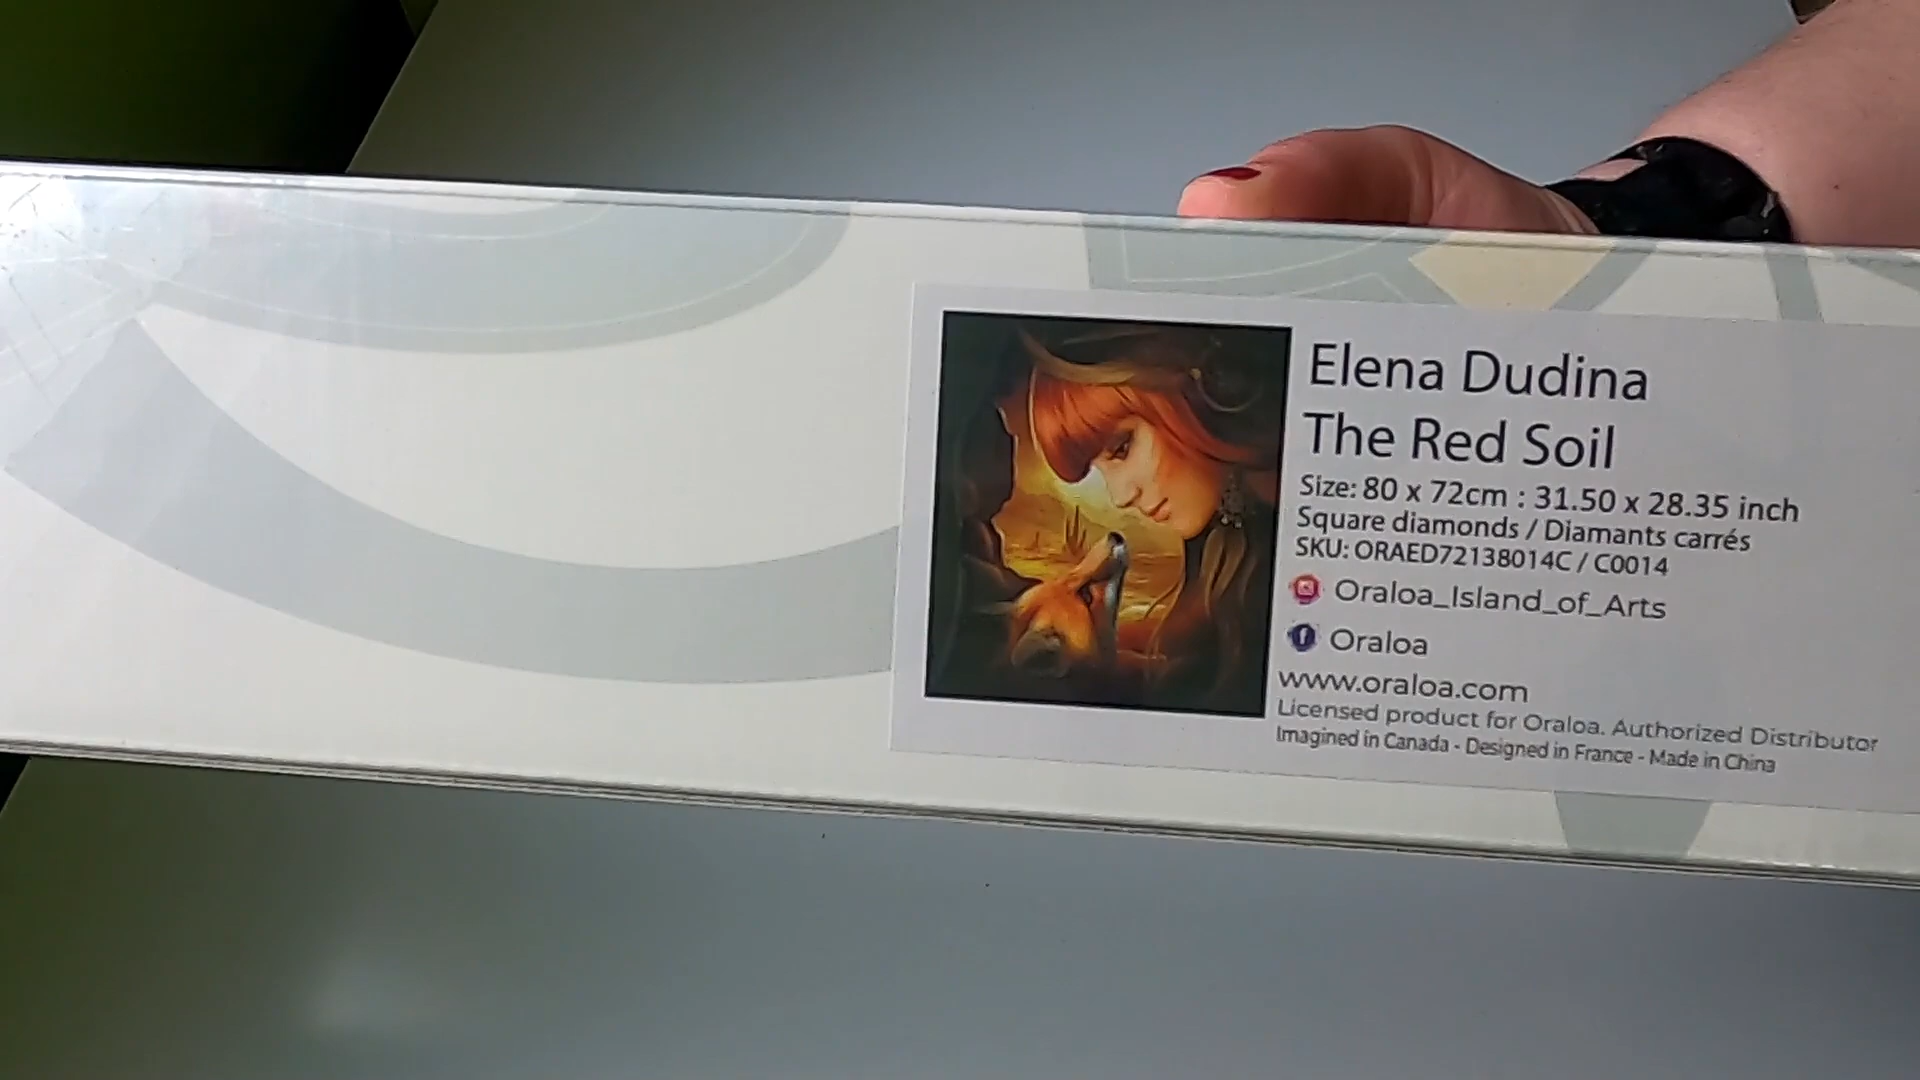 Elena Dudina
The Red Soil
Size: 80 x 72cm : 31.50 x 28.35 inch
Square diamonds / Diamants carrés
SKU: ORAED72138014C / C0014
Oraloa_Island_of_Arts
Oraloa
www.oraloa.com
Licensed product for Oraloa. Authorized Distributor
Imagined in Canada - Designed in France - Made in China